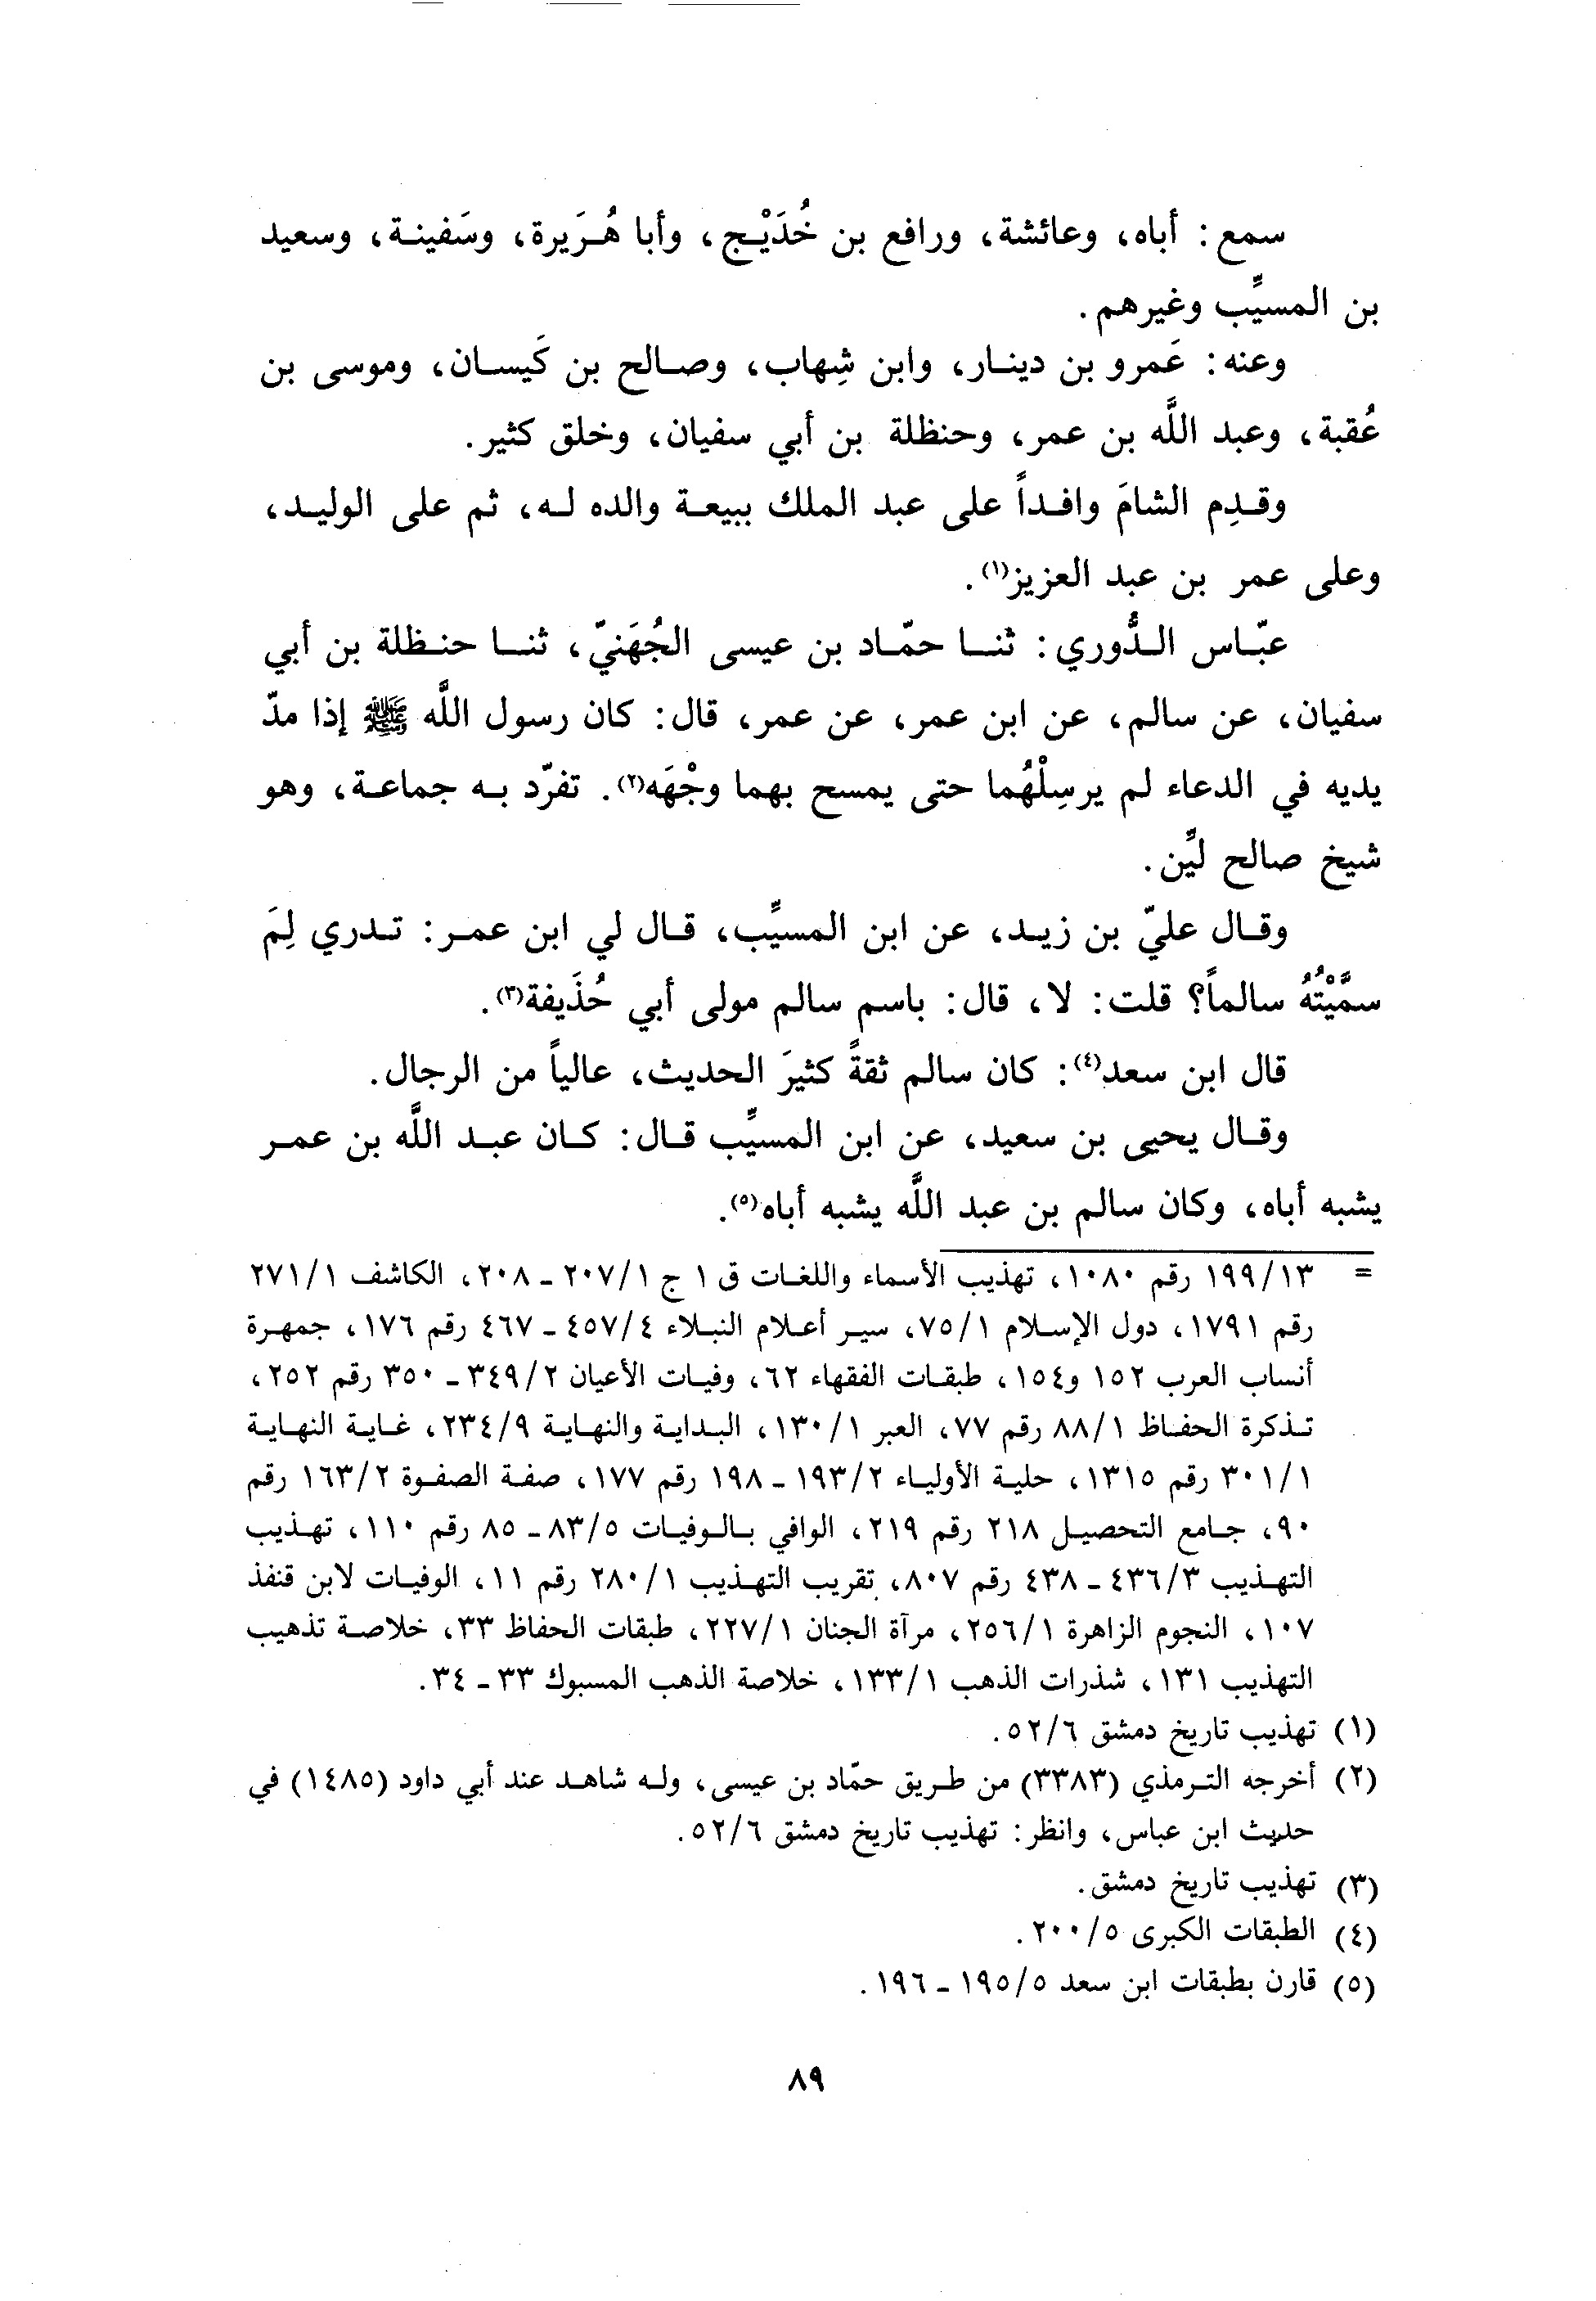 سمع: أباه، وعائشة، ورافع بن خُدَيْج، وأبا هُرَيرة، وسَفينة، وسعيد
بن المسيِّب وغيرهم.
وعنه: عَمرو بن دينار، وابن شِهاب، وصالح بن كَيسان، وموسى بن
عُقبة، وعبد اللَّه بن عمر، وحنظلة بن أبي سفيان، وخلق كثير.
وقدِم الشامَ وافداً على عبد الملك ببيعة والده له، ثم على الوليد،
وعلى عمر بن عبد العزيز(١).
عبّاس الدُّوري: ثنا حمّاد بن عيسى الجُهَنيّ، ثنا حنظلة بن أبي
سفيان، عن سالم، عن ابن عمر، عن عمر، قال: كان رسول اللَّه ﷺ إذا مدّ
يديه في الدعاء لم يرسِلْهُما حتى يمسح بهما وجْهَه(٢). تفرّد به جماعة، وهو
شيخ صالح ليِّن.
وقال عليّ بن زيد، عن ابن المسيِّب، قال لي ابن عمر: تدري لِمَ
سمَّيْتُهُ سالماً؟ قلت: لا، قال: باسم سالم مولى أبي حُذَيفة(٣).
قال ابن سعد(٤): كان سالم ثقةً كثيرَ الحديث، عالياً من الرجال.
وقال يحيى بن سعيد، عن ابن المسيِّب قال: كان عبد اللَّه بن عمر
يشبه أباه، وكان سالم بن عبد اللَّه يشبه أباه(٥).
= ١٩٩/١٣ رقم ١٠٨٠، تهذيب الأسماء واللغات ق ١ ج ٢٠٧/١ - ٢٠٨، الكاشف ٢٧١/١
رقم ١٧٩١، دول الإسلام ٧٥/١، سير أعلام النبلاء ٤٥٧/٤ - ٤٦٧ رقم ١٧٦، جمهرة
أنساب العرب ١٥٢ و١٥٤، طبقات الفقهاء ٦٢، وفيات الأعيان ٣٤٩/٢ - ٣٥٠ رقم ٢٥٢،
تذكرة الحفاظ ٨٨/١ رقم ٧٧، العبر ١٣٠/١، البداية والنهاية ٢٣٤/٩، غاية النهاية
٣٠١/١ رقم ١٣١٥، حلية الأولياء ١٩٣/٢ - ١٩٨ رقم ١٧٧، صفة الصفوة ١٦٣/٢ رقم
٩٠، جامع التحصيل ٢١٨ رقم ٢١٩، الوافي بالوفيات ٨٣/٥ - ٨٥ رقم ١١٠، تهذيب
التهذيب ٤٣٦/٣ - ٤٣٨ رقم ٨٠٧، تقريب التهذيب ٢٨٠/١ رقم ١١، الوفيات لابن قنفذ
١٠٧، النجوم الزاهرة ٢٥٦/١، مرآة الجنان ٢٢٧/١، طبقات الحفاظ ٣٣، خلاصة تذهيب
التهذيب ١٣١، شذرات الذهب ١٣٣/١، خلاصة الذهب المسبوك ٣٣ - ٣٤.
(١) تهذيب تاريخ دمشق ٥٢/٦.
(٢) أخرجه الترمذي (٣٣٨٣) من طريق حمّاد بن عيسى، وله شاهد عند أبي داود (١٤٨٥) في
حديث ابن عباس، وانظر: تهذيب تاريخ دمشق ٥٢/٦.
(٣) تهذيب تاريخ دمشق.
(٤) الطبقات الكبرى ٢٠٠/٥.
(٥) قارن بطبقات ابن سعد ١٩٥/٥ - ١٩٦.
٨٩